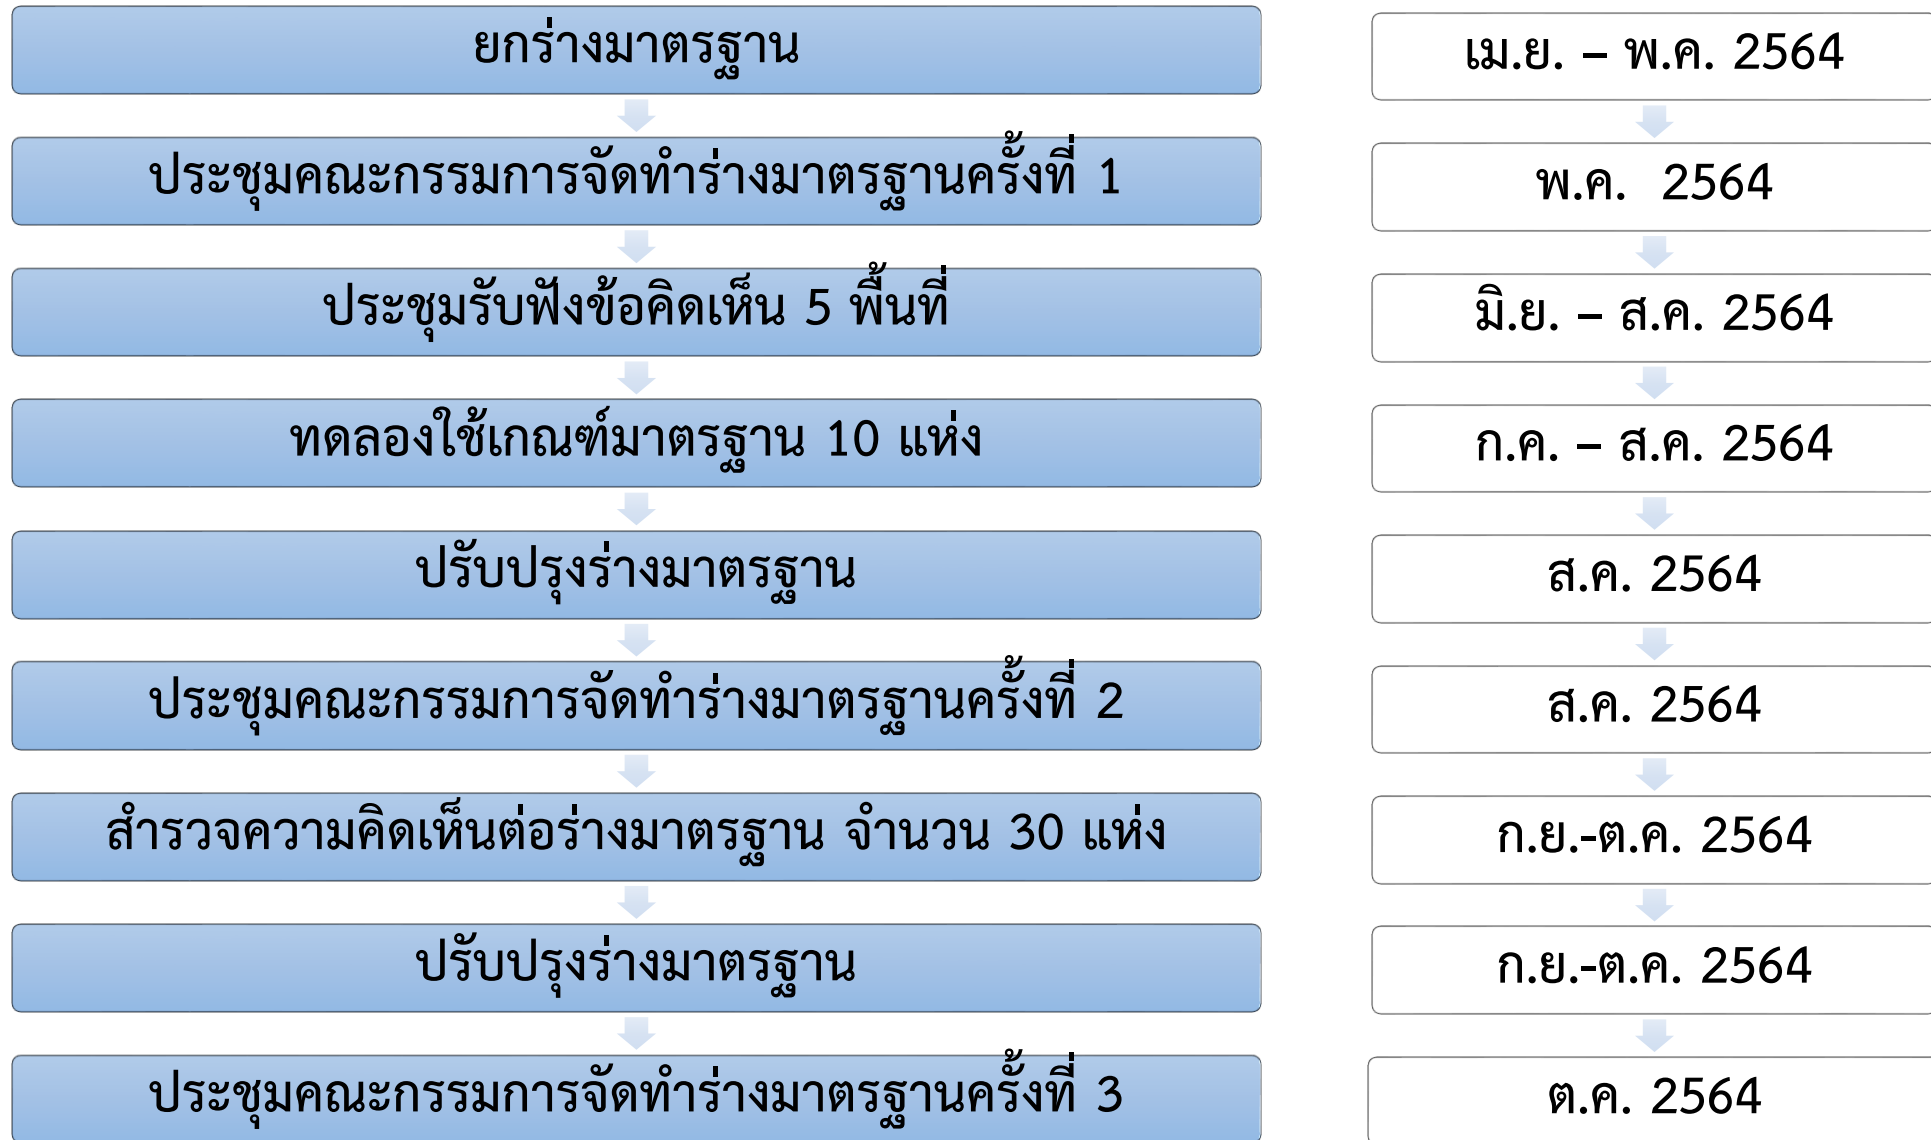 ยกร่างมาตรฐาน
เม.ย. – พ.ค. 2564
ประชุมคณะกรรมการจัดทำร่างมาตรฐานครั้งที่ 1
พ.ค. 2564
ประชุมรับฟังข้อคิดเห็น 5 พื้นที่
มิ.ย. – ส.ค. 2564
ทดลองใช้เกณฑ์มาตรฐาน 10 แห่ง
ก.ค. – ส.ค. 2564
ปรับปรุงร่างมาตรฐาน
ส.ค. 2564
ประชุมคณะกรรมการจัดทำร่างมาตรฐานครั้งที่ 2
ส.ค. 2564
สำรวจความคิดเห็นต่อร่างมาตรฐาน จำนวน 30 แห่ง
ก.ย.-ต.ค. 2564
ปรับปรุงร่างมาตรฐาน
ก.ย.-ต.ค. 2564
ประชุมคณะกรรมการจัดทำร่างมาตรฐานครั้งที่ 3
ต.ค. 2564